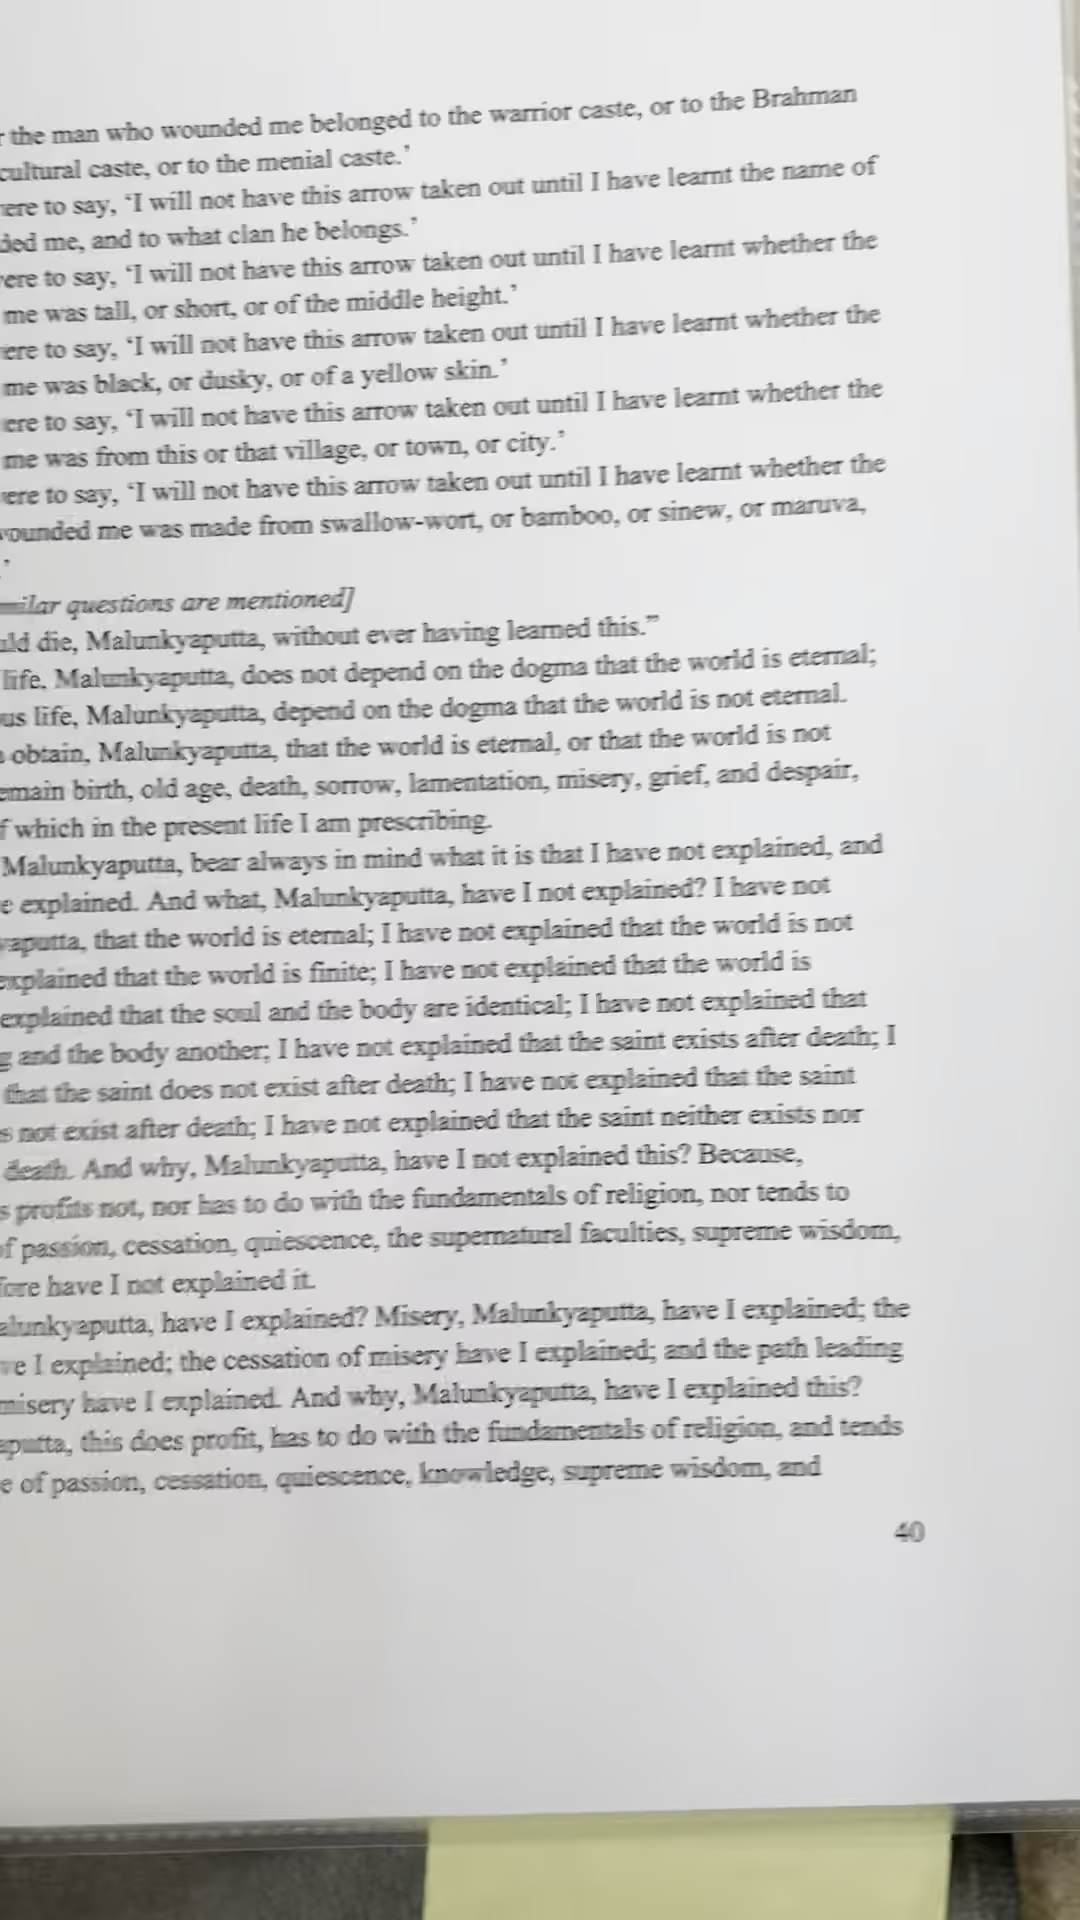 the man who wounded me belonged to the warrior caste, or to the Brahman
cultural caste, or to the menial caste.’
ere to say, ‘I will not have this arrow taken out until I have learnt the name of
ded me, and to what clan he belongs.’
ere to say, ‘I will not have this arrow taken out until I have learnt whether the
me was tall, or short, or of the middle height.’
ere to say, ‘I will not have this arrow taken out until I have learnt whether the
me was black, or dusky, or of a yellow skin.’
ere to say, ‘I will not have this arrow taken out until I have learnt whether the
me was from this or that village, or town, or city.’
ere to say, ‘I will not have this arrow taken out until I have learnt whether the
ounded me was made from swallow-wort, or bamboo, or sinew, or maruva,
’
milar questions are mentioned]
uld die, Malunkyaputta, without ever having learned this.”
life, Malunkyaputta, does not depend on the dogma that the world is eternal;
us life, Malunkyaputta, depend on the dogma that the world is not eternal.
obtain, Malunkyaputta, that the world is eternal, or that the world is not
emain birth, old age, death, sorrow, lamentation, misery, grief, and despair,
f which in the present life I am prescribing.
Malunkyaputta, bear always in mind what it is that I have not explained, and
e explained. And what, Malunkyaputta, have I not explained? I have not
yaputta, that the world is eternal; I have not explained that the world is not
explained that the world is finite; I have not explained that the world is
explained that the soul and the body are identical; I have not explained that
g and the body another; I have not explained that the saint exists after death; I
that the saint does not exist after death; I have not explained that the saint
s not exist after death; I have not explained that the saint neither exists nor
death. And why, Malunkyaputta, have I not explained this? Because,
s profits not, nor has to do with the fundamentals of religion, nor tends to
of passion, cessation, quiescence, the supernatural faculties, supreme wisdom,
fore have I not explained it.
alunkyaputta, have I explained? Misery, Malunkyaputta, have I explained; the
ve I explained; the cessation of misery have I explained; and the path leading
misery have I explained. And why, Malunkyaputta, have I explained this?
aputta, this does profit, has to do with the fundamentals of religion, and tends
e of passion, cessation, quiescence, knowledge, supreme wisdom, and
40